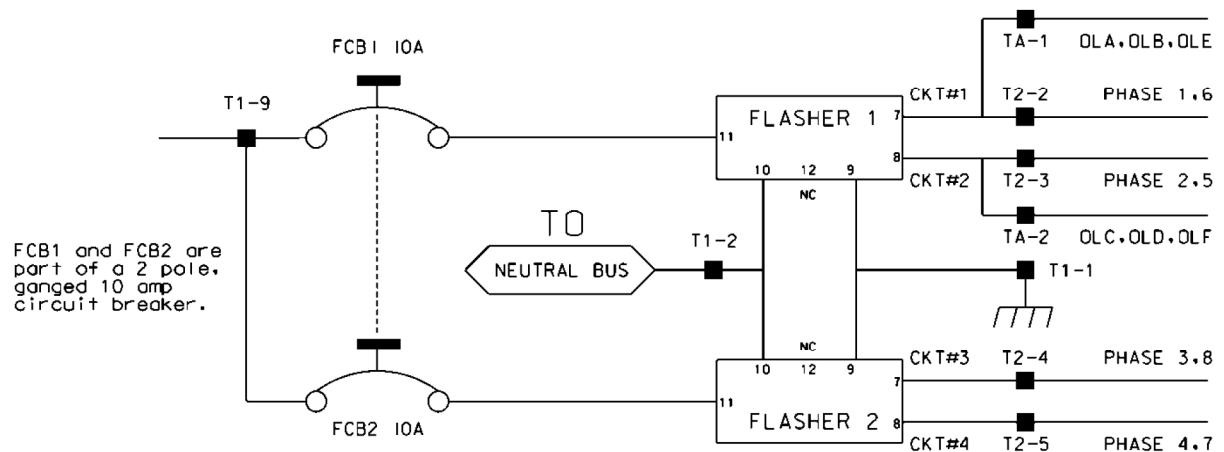 FCB1 10A
T1-9
TA-1 OLA,OLB,OLE
CKT#1 T2-2 PHASE 1,6
FLASHER 1
11
7
8
10 12 9
NC
CKT#2 T2-3 PHASE 2,5
TA-2 OLC,OLD,OLF
TO
NEUTRAL BUS
T1-2
T1-1
FCB1 and FCB2 are
part of a 2 pole,
ganged 10 amp
circuit breaker.
NC
10 12 9
CKT#3 T2-4 PHASE 3,8
7
11
FLASHER 2
8
FCB2 10A
CKT#4 T2-5 PHASE 4,7